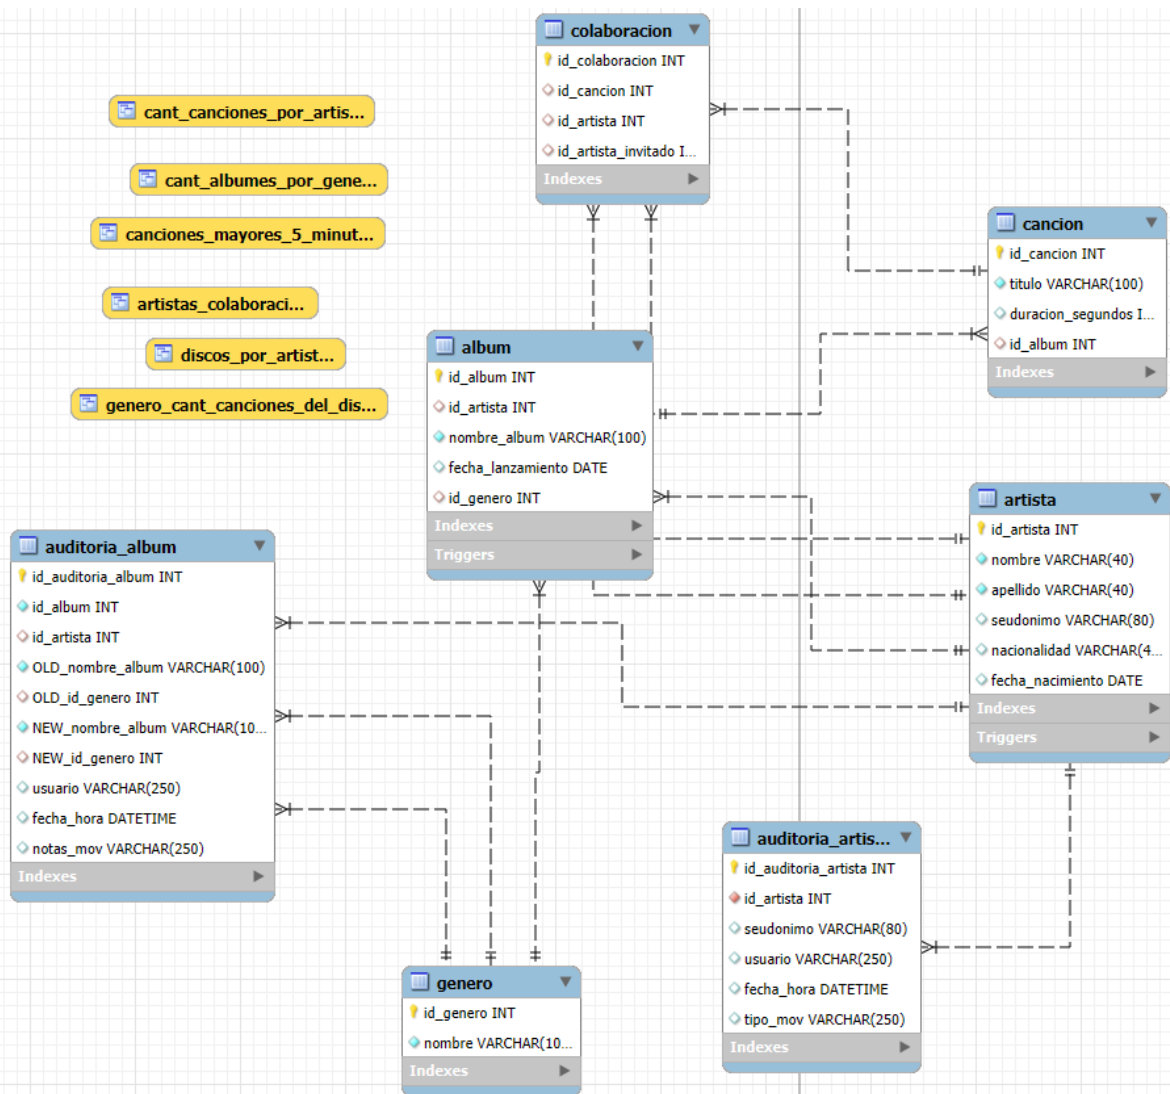 colaboracion
id_colaboracion INT
id_cancion INT
id_artista INT
id_artista_invitado I...
Indexes
cant_canciones_por_artis...
cant_albumes_por_gene...
canciones_mayores_5_minut...
artistas_colaboraci...
discos_por_artist...
genero_cant_canciones_del_dis...
cancion
id_cancion INT
titulo VARCHAR(100)
duracion_segundos I...
id_album INT
Indexes
album
id_album INT
id_artista INT
nombre_album VARCHAR(100)
fecha_lanzamiento DATE
id_genero INT
Indexes
Triggers
artista
id_artista INT
nombre VARCHAR(40)
apellido VARCHAR(40)
seudonimo VARCHAR(80)
nacionalidad VARCHAR(4...
fecha_nacimiento DATE
Indexes
Triggers
auditoria_album
id_auditoria_album INT
id_album INT
id_artista INT
OLD_nombre_album VARCHAR(100)
OLD_id_genero INT
NEW_nombre_album VARCHAR(10...
NEW_id_genero INT
usuario VARCHAR(250)
fecha_hora DATETIME
notas_mov VARCHAR(250)
Indexes
auditoria_artis...
id_auditoria_artista INT
id_artista INT
seudonimo VARCHAR(80)
usuario VARCHAR(250)
fecha_hora DATETIME
tipo_mov VARCHAR(250)
Indexes
genero
id_genero INT
nombre VARCHAR(10...
Indexes